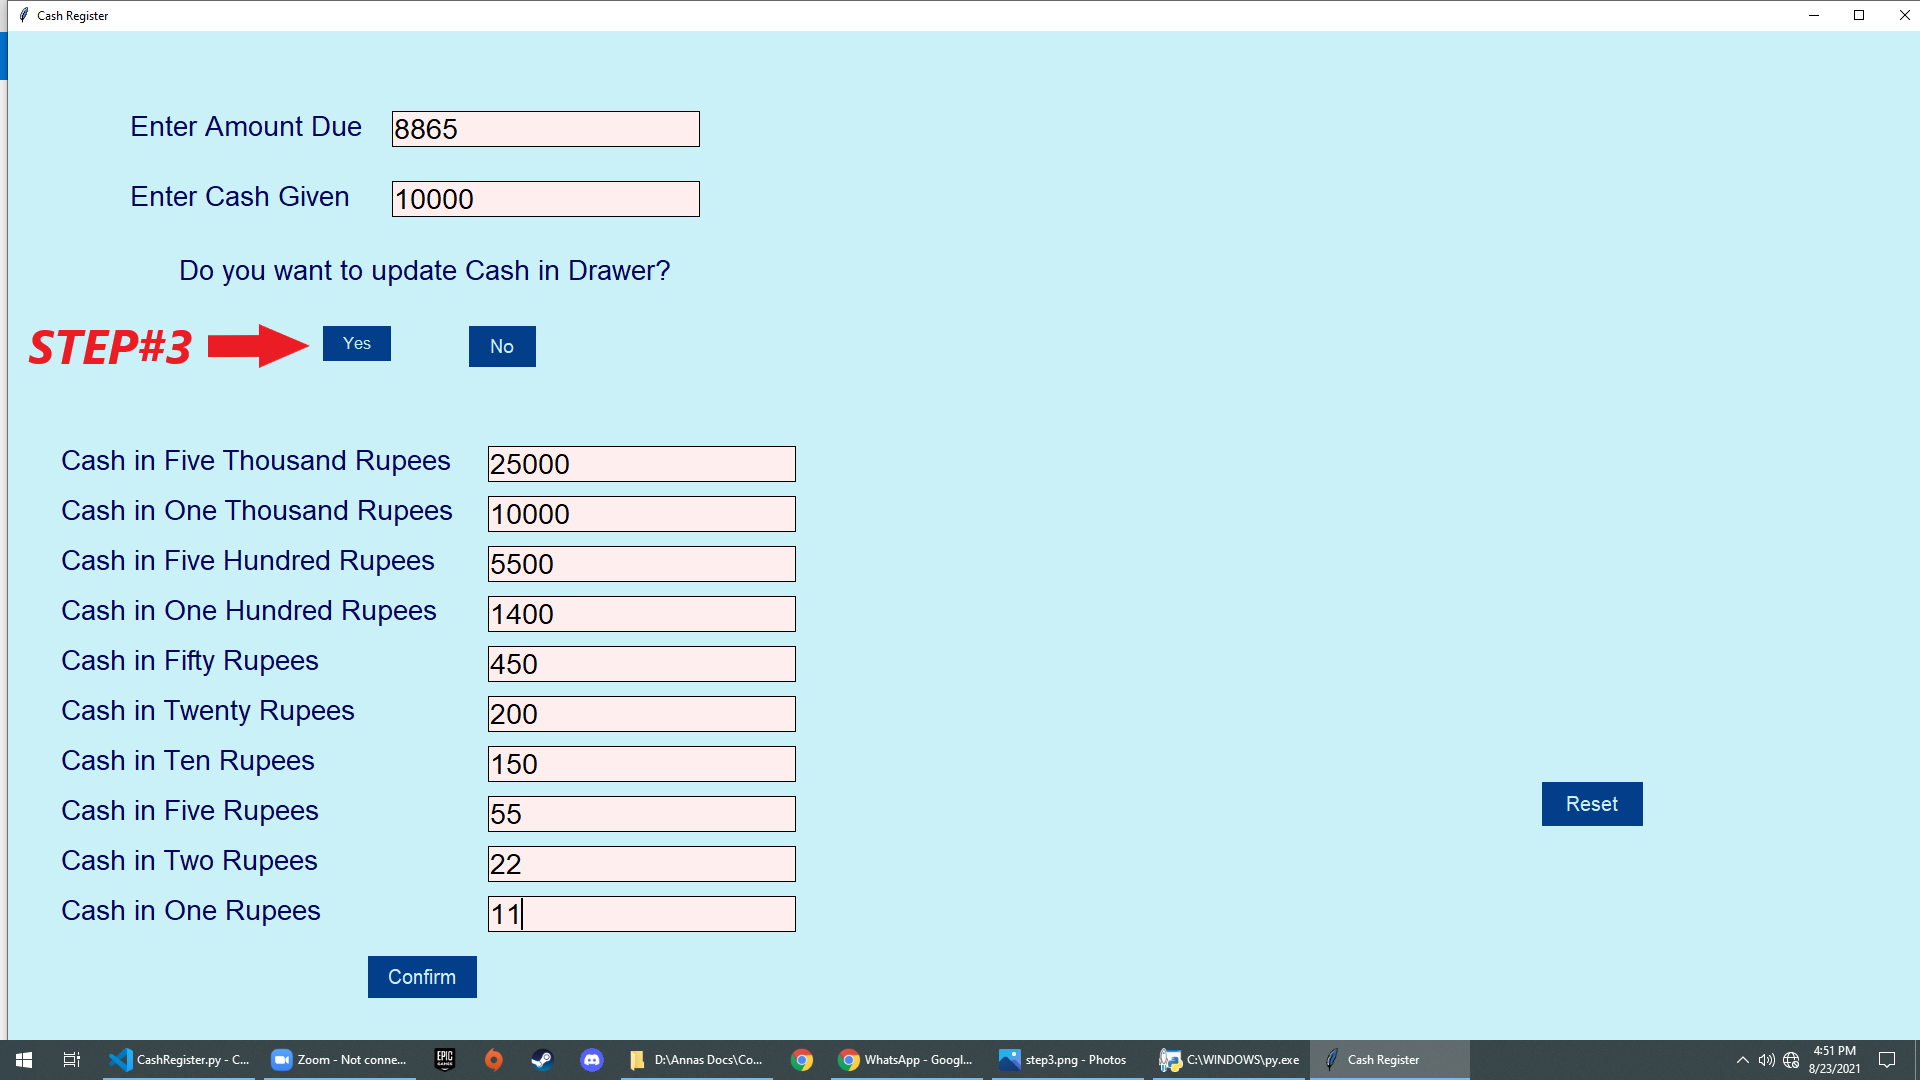 Cash Register
Enter Amount Due 8865
Enter Cash Given 10000
Do you want to update Cash in Drawer?
STEP#3 Yes No
Cash in Five Thousand Rupees 25000
Cash in One Thousand Rupees 10000
Cash in Five Hundred Rupees 5500
Cash in One Hundred Rupees 1400
Cash in Fifty Rupees 450
Cash in Twenty Rupees 200
Cash in Ten Rupees 150
Cash in Five Rupees 55
Cash in Two Rupees 22
Cash in One Rupees 11
Reset
Confirm
CashRegister.py - C... Zoom - Not conne... EPIC GAMES D:\Annas Docs\Co... WhatsApp - Googl... step3.png - Photos C:\WINDOWS\py.exe Cash Register 4:51 PM
8/23/2021